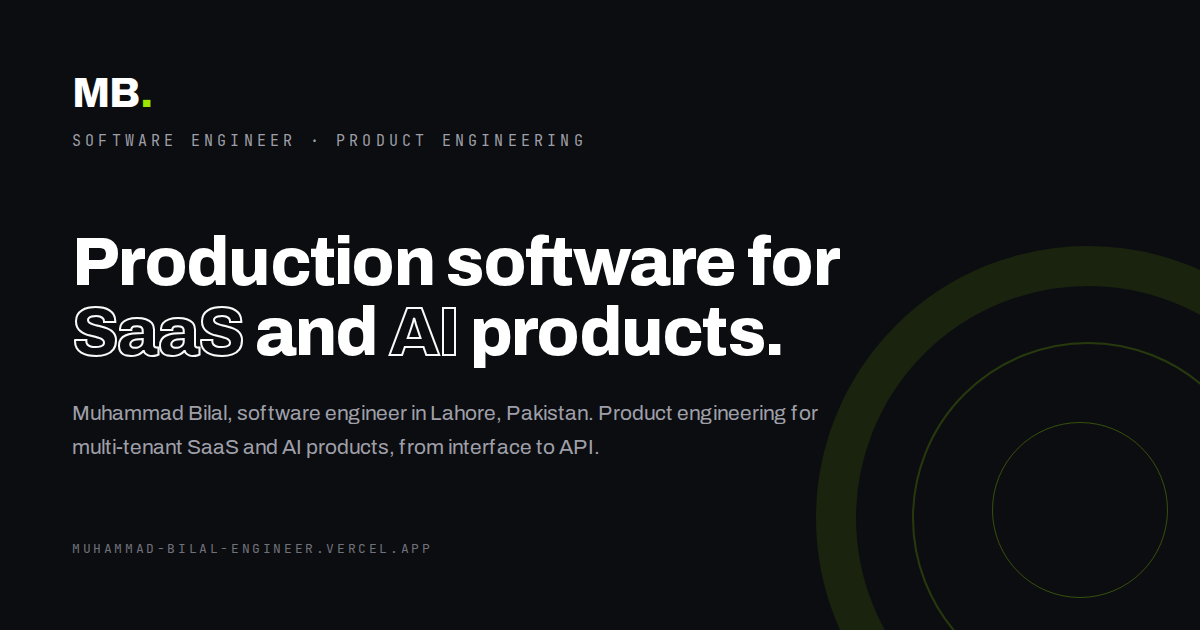 MB.
SOFTWARE ENGINEER · PRODUCT ENGINEERING
Production software for
SaaS and AI products.
Muhammad Bilal, software engineer in Lahore, Pakistan. Product engineering for
multi-tenant SaaS and AI products, from interface to API.
MUHAMMAD-BILAL-ENGINEER.VERCEL.APP